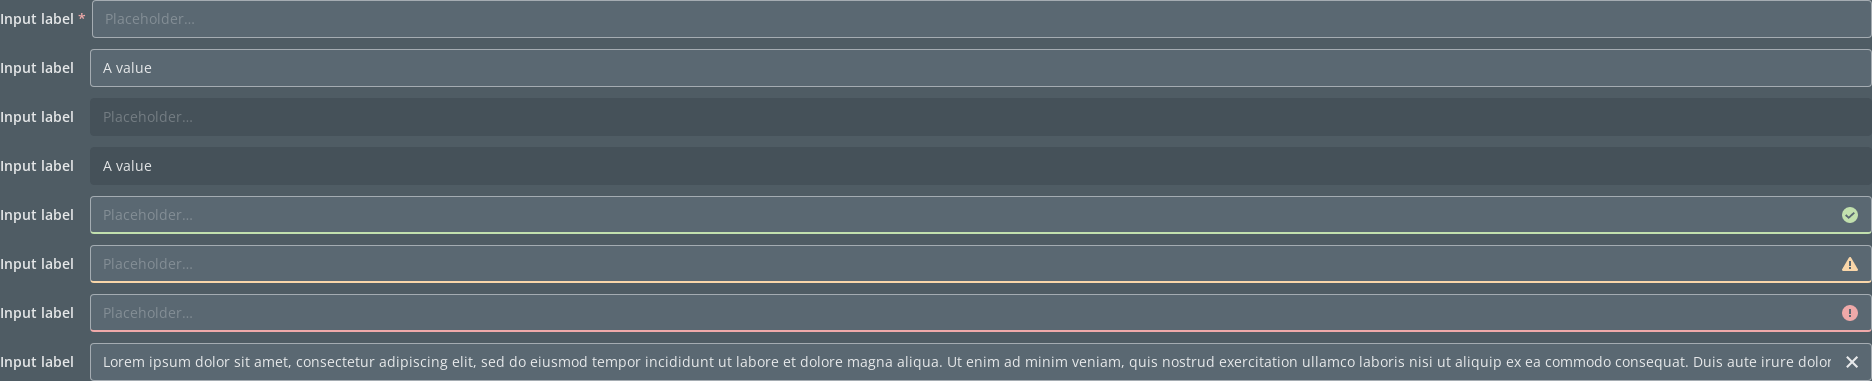 Input label * Placeholder...
Input label A value
Input label Placeholder...
Input label A value
Input label Placeholder...
Input label Placeholder...
Input label Placeholder...
Input label Lorem ipsum dolor sit amet, consectetur adipiscing elit, sed do eiusmod tempor incididunt ut labore et dolore magna aliqua. Ut enim ad minim veniam, quis nostrud exercitation ullamco laboris nisi ut aliquip ex ea commodo consequat. Duis aute irure dolor